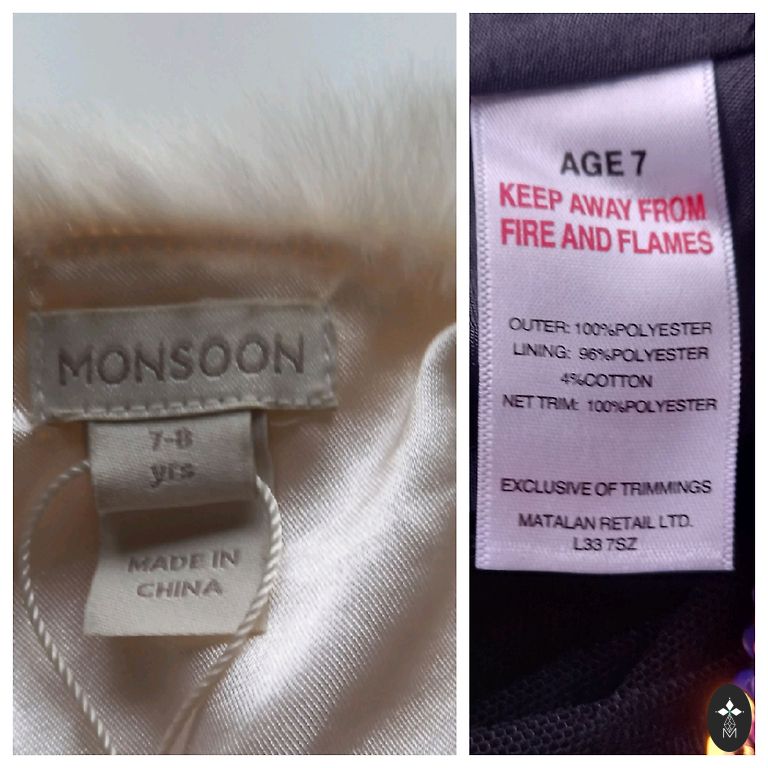 MONSOON
7-8
yrs
MADE IN
CHINA
AGE 7
KEEP AWAY FROM
FIRE AND FLAMES
OUTER: 100%POLYESTER
LINING: 96%POLYESTER
4%COTTON
NET TRIM: 100%POLYESTER
EXCLUSIVE OF TRIMMINGS
MATALAN RETAIL LTD.
L33 7SZ
M